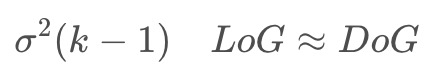 σ²(k − 1) LoG ≈ DoG